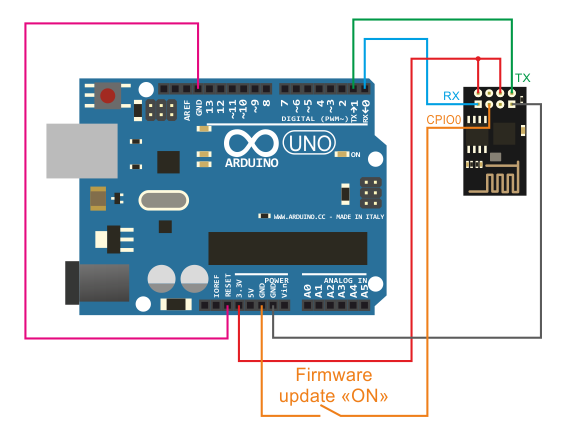 TX
RX
CPIO0
AREF
GND
13
12
~11
~10
~9
8
7
~6
~5
4
~3
2
TX→1
RX←0
DIGITAL (PWM~)
UNO
ARDUINO
ON
WWW.ARDUINO.CC - MADE IN ITALY
POWER
ANALOG IN
IOREF
RESET
3.3V
5V
GND
GND
Vin
A0
A1
A2
A3
A4
A5
Firmware
update «ON»